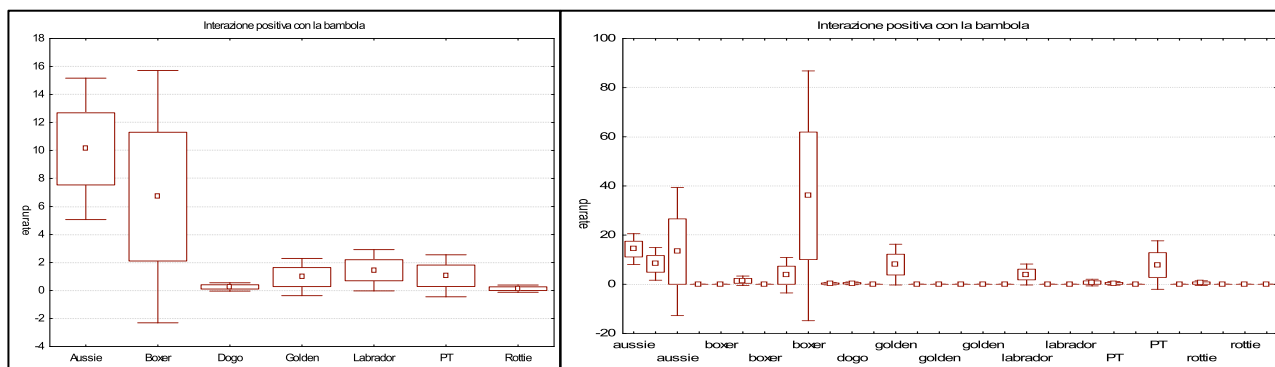 Interazione positiva con la bambola
18
16
14
12
10
8
6
4
2
0
-2
-4
durate
Aussie Boxer Dogo Golden Labrador PT Rottie
Interazione positiva con la bambola
100
80
60
40
20
0
-20
durate
aussie boxer boxer golden golden labrador PT rottie
aussie boxer dogo golden labrador PT rottie